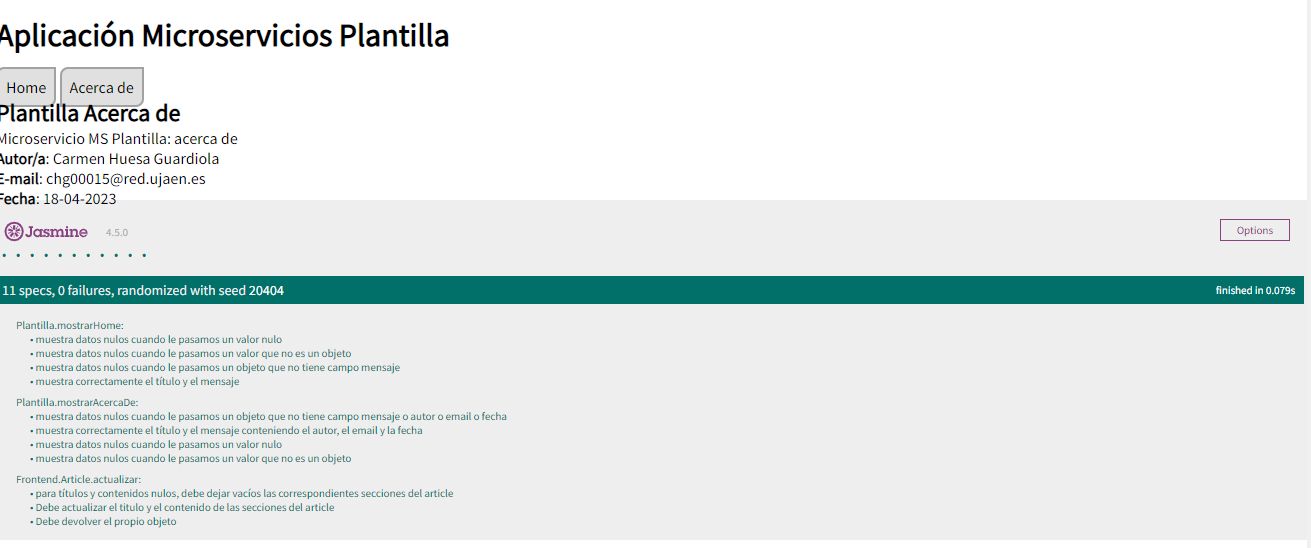 Aplicación Microservicios Plantilla
Home Acerca de
Plantilla Acerca de
Microservicio MS Plantilla: acerca de
Autor/a: Carmen Huesa Guardiola
E-mail: chg00015@red.ujaen.es
Fecha: 18-04-2023
Jasmine 4.5.0 Options
• • • • • • • • • • •
11 specs, 0 failures, randomized with seed 20404 finished in 0.079s
Plantilla.mostrarHome:
• muestra datos nulos cuando le pasamos un valor nulo
• muestra datos nulos cuando le pasamos un valor que no es un objeto
• muestra datos nulos cuando le pasamos un objeto que no tiene campo mensaje
• muestra correctamente el título y el mensaje
Plantilla.mostrarAcercaDe:
• muestra datos nulos cuando le pasamos un objeto que no tiene campo mensaje o autor o email o fecha
• muestra correctamente el título y el mensaje conteniendo el autor, el email y la fecha
• muestra datos nulos cuando le pasamos un valor nulo
• muestra datos nulos cuando le pasamos un valor que no es un objeto
Frontend.Article.actualizar:
• para títulos y contenidos nulos, debe dejar vacíos las correspondientes secciones del article
• Debe actualizar el título y el contenido de las secciones del article
• Debe devolver el propio objeto